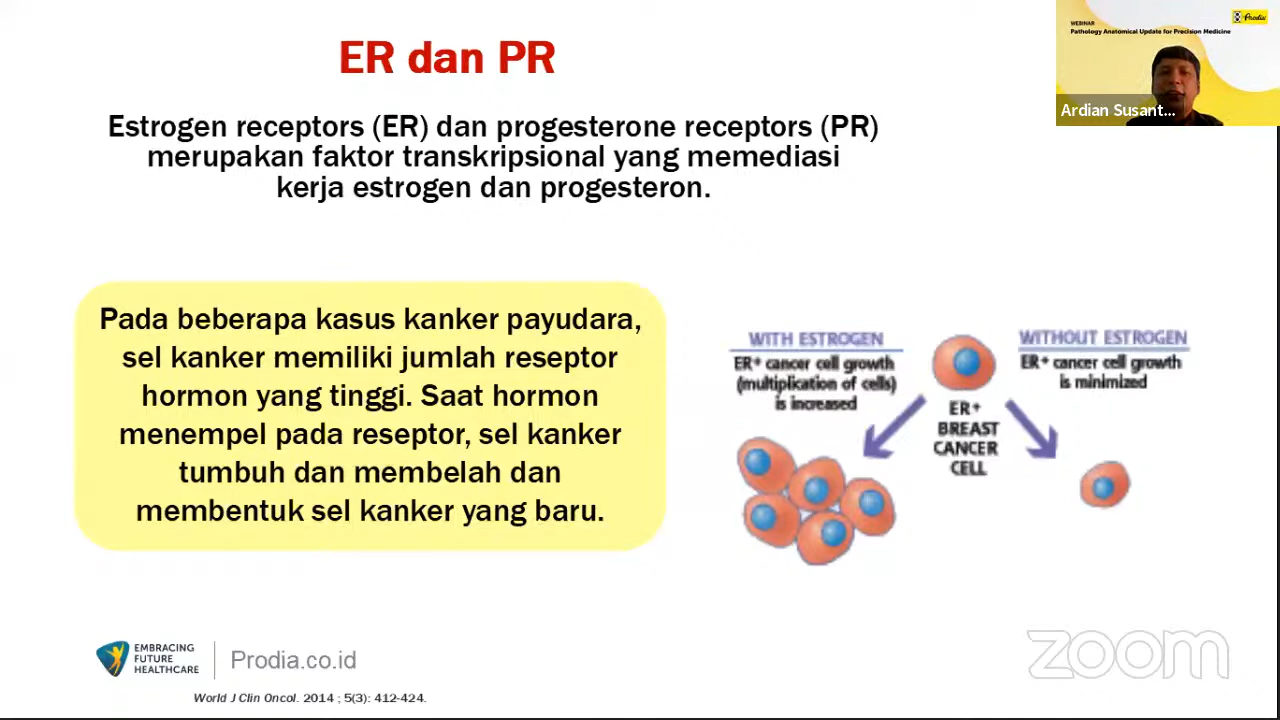 ER dan PR
Estrogen receptors (ER) dan progesterone receptors (PR)
merupakan faktor transkripsional yang memediasi
kerja estrogen dan progesteron.
Pada beberapa kasus kanker payudara,
sel kanker memiliki jumlah reseptor
hormon yang tinggi. Saat hormon
menempel pada reseptor, sel kanker
tumbuh dan membelah dan
membentuk sel kanker yang baru.
WITH ESTROGEN
ER+ cancer cell growth
(multiplication of cells)
is increased
ER+
BREAST
CANCER
CELL
WITHOUT ESTROGEN
ER+ cancer cell growth
is minimized
EMBRACING
FUTURE
HEALTHCARE
Prodia.co.id
World J Clin Oncol. 2014 ; 5(3): 412-424.
zoom
Prodia
WEBINAR
Pathology Anatomical Update for Precision Medicine
Ardian Susant...